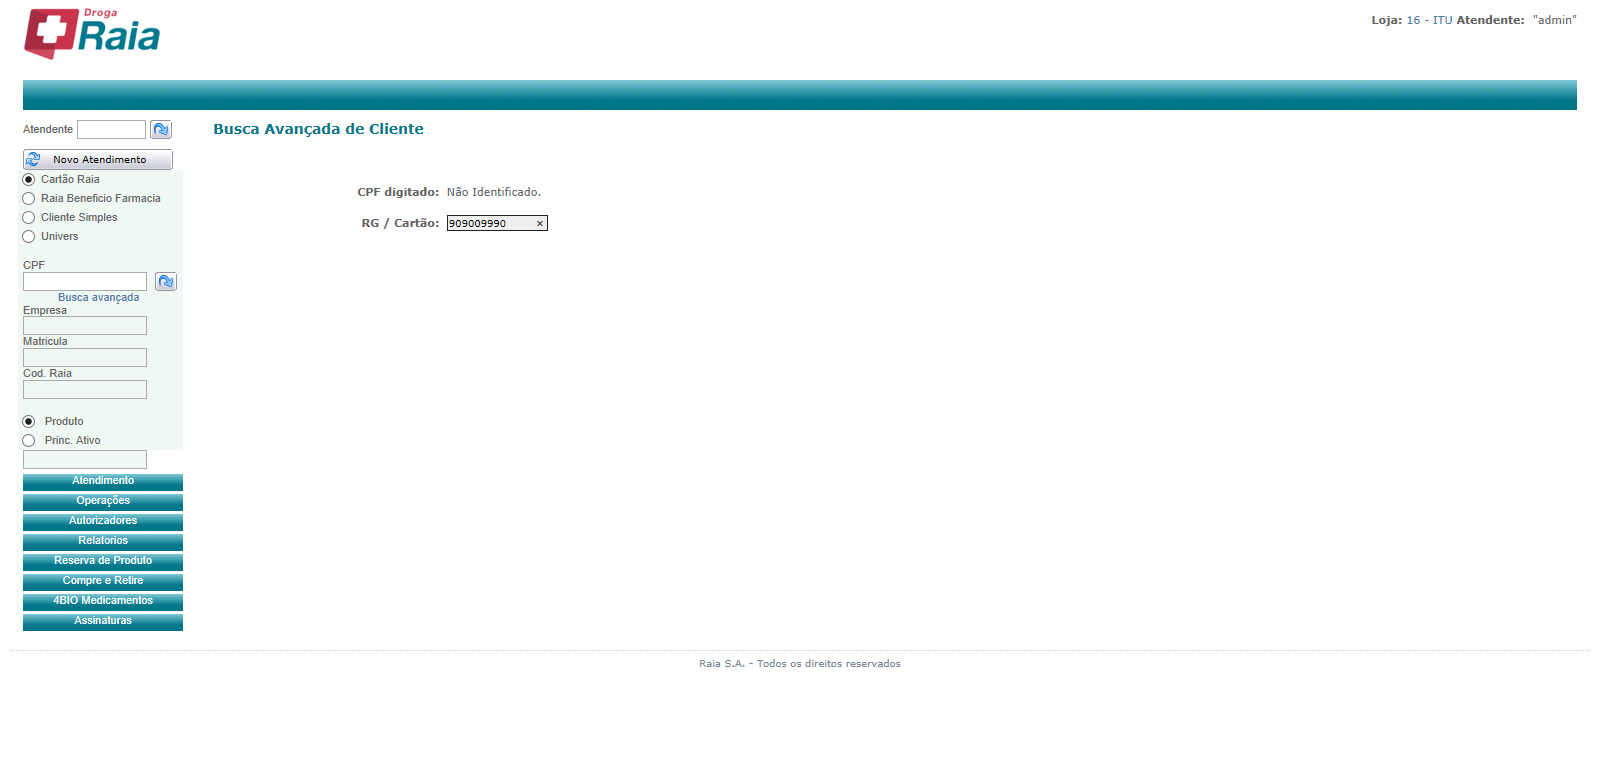 Droga
Raia
Loja: 16 - ITU Atendente: "admin"
Atendente
Busca Avançada de Cliente
Novo Atendimento
Cartão Raia
Raia Beneficio Farmacia
Cliente Simples
Univers
CPF digitado: Não Identificado.
RG / Cartão: 909009990 ×
CPF
Busca avançada
Empresa
Matricula
Cod. Raia
Produto
Princ. Ativo
Atendimento
Operações
Autorizadores
Relatorios
Reserva de Produto
Compre e Retire
4BIO Medicamentos
Assinaturas
Raia S.A. - Todos os direitos reservados